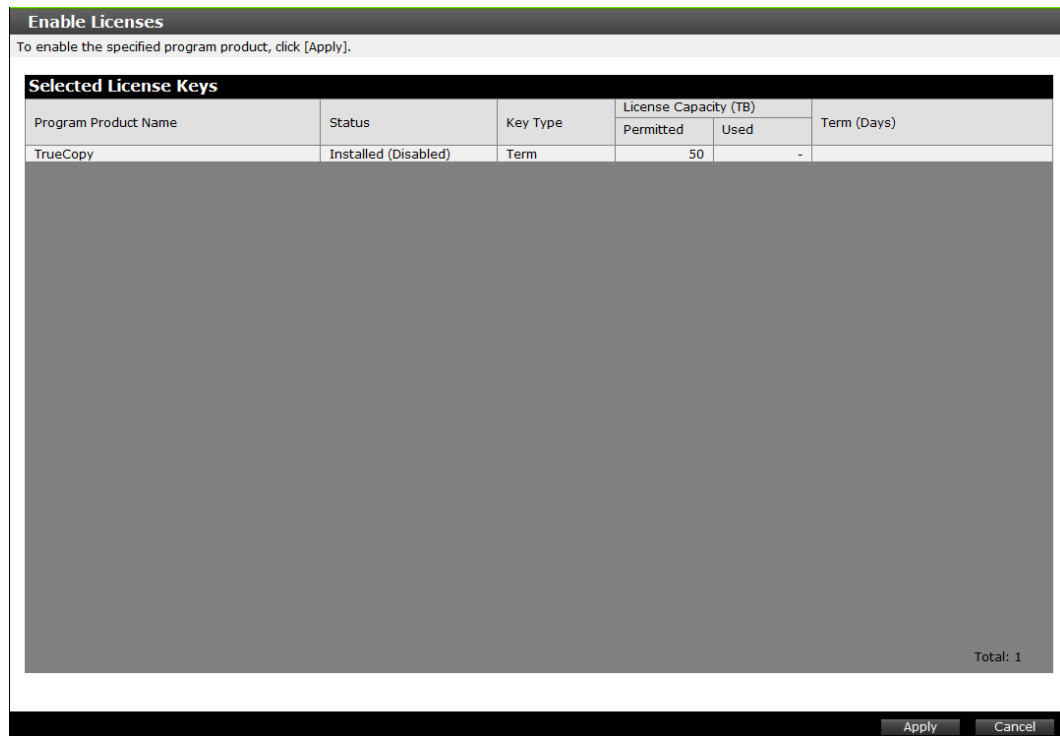 Enable Licenses
To enable the specified program product, click [Apply].
Selected License Keys
Program Product Name Status Key Type License Capacity (TB) Term (Days)
Permitted Used
TrueCopy Installed (Disabled) Term 50 -
Total: 1
Apply Cancel